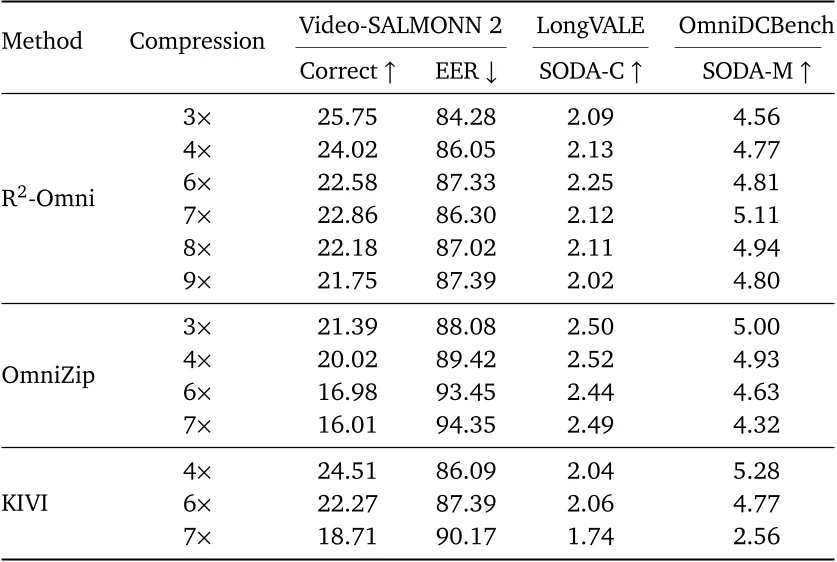 Method Compression Video-SALMONN 2 LongVALE OmniDCBench
Correct ↑ EER ↓ SODA-C ↑ SODA-M ↑
R²-Omni
3× 25.75 84.28 2.09 4.56
4× 24.02 86.05 2.13 4.77
6× 22.58 87.33 2.25 4.81
7× 22.86 86.30 2.12 5.11
8× 22.18 87.02 2.11 4.94
9× 21.75 87.39 2.02 4.80
OmniZip
3× 21.39 88.08 2.50 5.00
4× 20.02 89.42 2.52 4.93
6× 16.98 93.45 2.44 4.63
7× 16.01 94.35 2.49 4.32
KIVI
4× 24.51 86.09 2.04 5.28
6× 22.27 87.39 2.06 4.77
7× 18.71 90.17 1.74 2.56